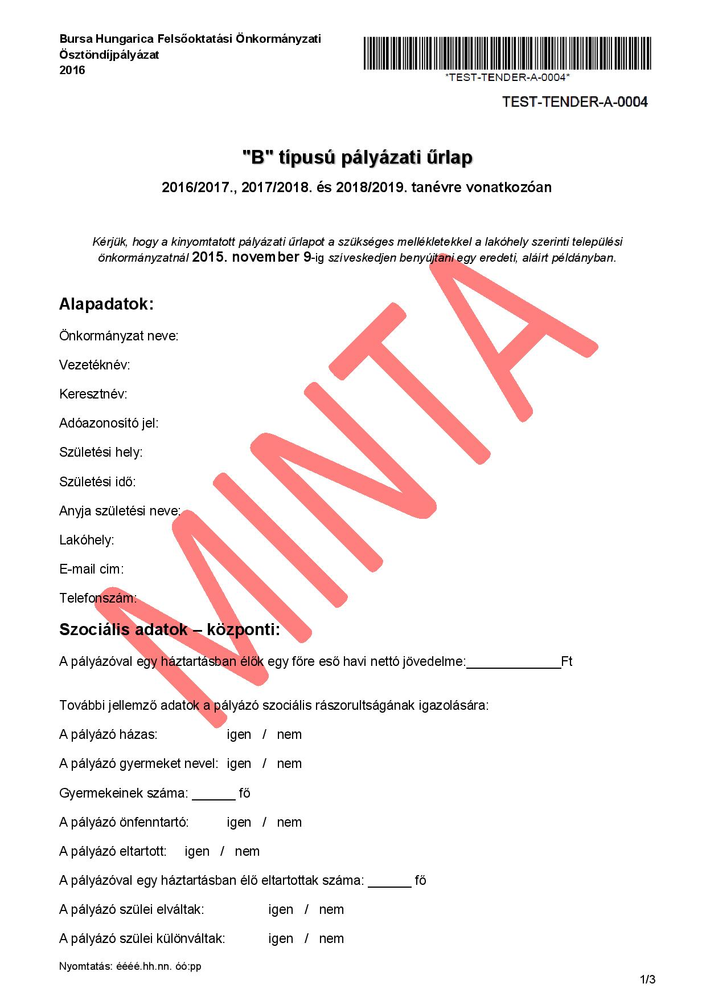 Bursa Hungarica Felsőoktatási Önkormányzati
Ösztöndíjpályázat
2016
*TEST-TENDER-A-0004*
TEST-TENDER-A-0004
"B" típusú pályázati űrlap
2016/2017., 2017/2018. és 2018/2019. tanévre vonatkozóan
Kérjük, hogy a kinyomtatott pályázati űrlapot a szükséges mellékletekkel a lakóhely szerinti települési
önkormányzatnál 2015. november 9-ig szíveskedjen benyújtani egy eredeti, aláírt példányban.
MINTA
Alapadatok:
Önkormányzat neve:
Vezetéknév:
Keresztnév:
Adóazonosító jel:
Születési hely:
Születési idő:
Anyja születési neve:
Lakóhely:
E-mail cím:
Telefonszám:
Szociális adatok – központi:
A pályázóval egy háztartásban élők egy főre eső havi nettó jövedelme:_____________Ft
További jellemző adatok a pályázó szociális rászorultságának igazolására:
A pályázó házas: igen / nem
A pályázó gyermeket nevel: igen / nem
Gyermekeinek száma: ______ fő
A pályázó önfenntartó: igen / nem
A pályázó eltartott: igen / nem
A pályázóval egy háztartásban élő eltartottak száma: ______ fő
A pályázó szülei elváltak: igen / nem
A pályázó szülei különváltak: igen / nem
Nyomtatás: éééé.hh.nn. óó:pp
1/3